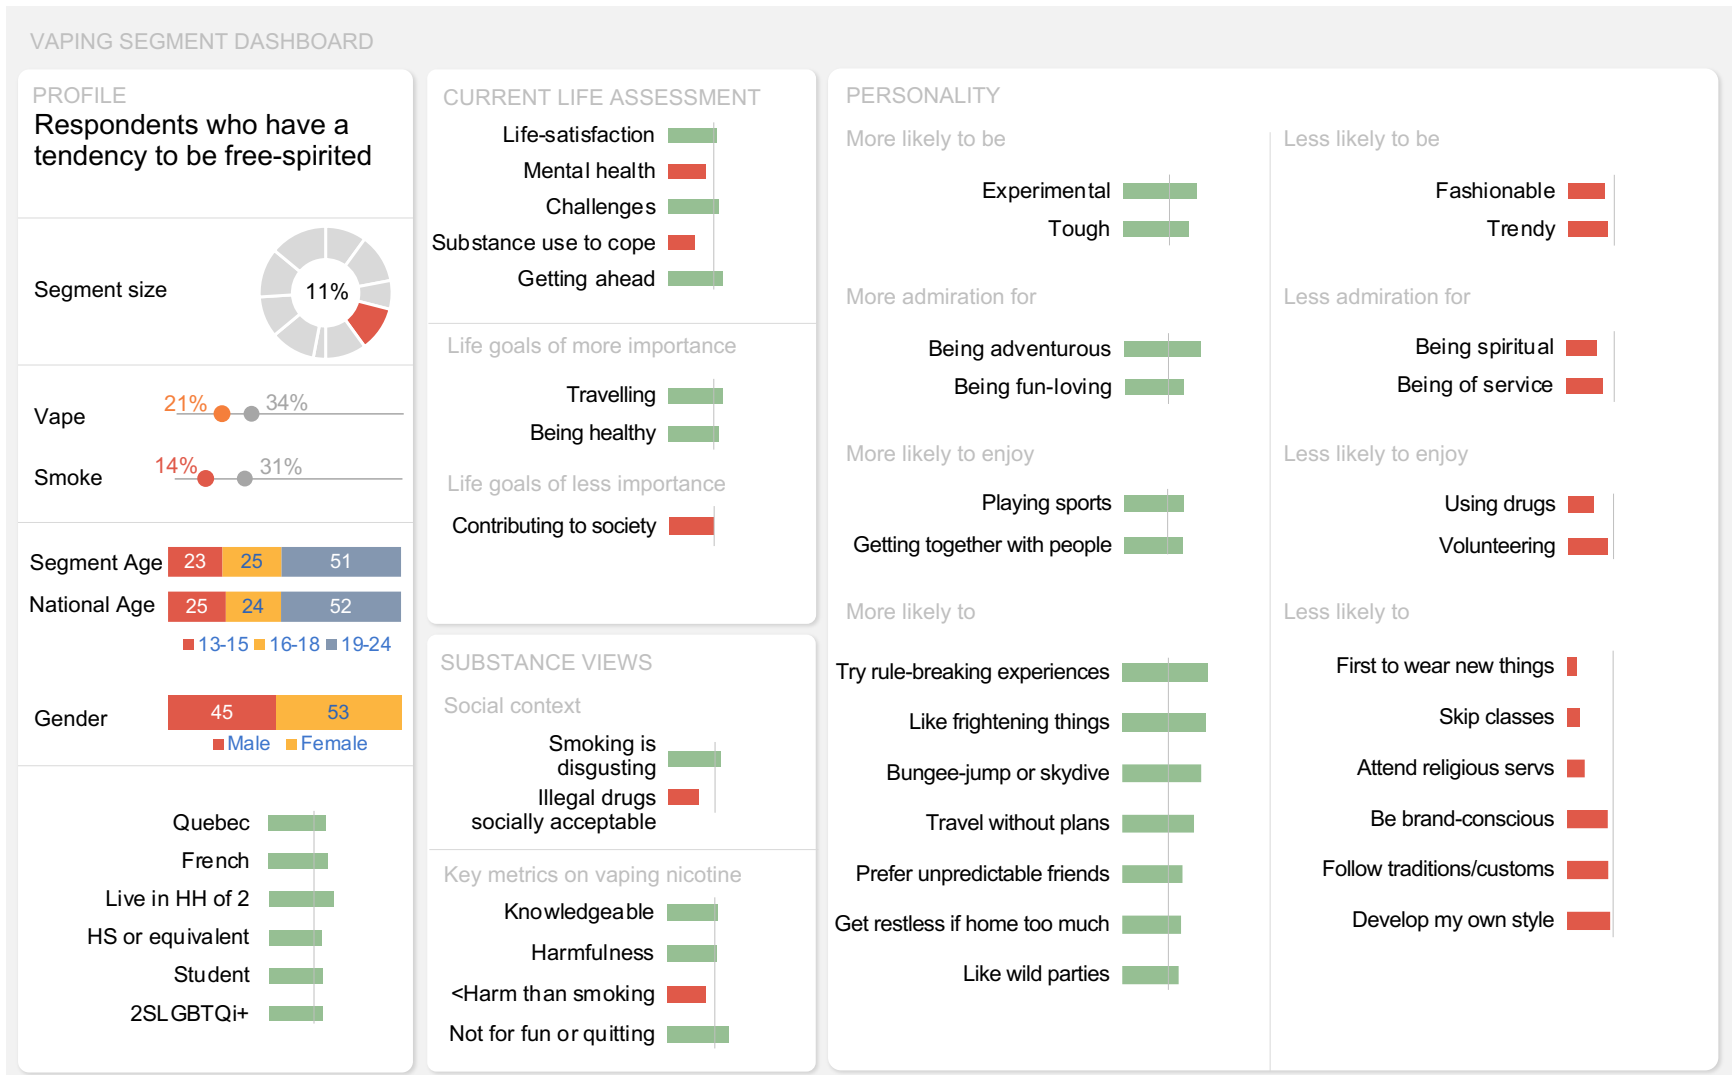 VAPING SEGMENT DASHBOARD
PROFILE
Respondents who have a
tendency to be free-spirited
Segment size
11%
Vape
21%
34%
Smoke
14%
31%
Segment Age
23
25
51
National Age
25
24
52
13-15
16-18
19-24
Gender
45
53
Male
Female
Quebec
French
Live in HH of 2
HS or equivalent
Student
2SLGBTQi+
CURRENT LIFE ASSESSMENT
Life-satisfaction
Mental health
Challenges
Substance use to cope
Getting ahead
Life goals of more importance
Travelling
Being healthy
Life goals of less importance
Contributing to society
SUBSTANCE VIEWS
Social context
Smoking is
disgusting
Illegal drugs
socially acceptable
Key metrics on vaping nicotine
Knowledgeable
Harmfulness
<Harm than smoking
Not for fun or quitting
PERSONALITY
More likely to be
Experimental
Tough
More admiration for
Being adventurous
Being fun-loving
More likely to enjoy
Playing sports
Getting together with people
More likely to
Try rule-breaking experiences
Like frightening things
Bungee-jump or skydive
Travel without plans
Prefer unpredictable friends
Get restless if home too much
Like wild parties
Less likely to be
Fashionable
Trendy
Less admiration for
Being spiritual
Being of service
Less likely to enjoy
Using drugs
Volunteering
Less likely to
First to wear new things
Skip classes
Attend religious servs
Be brand-conscious
Follow traditions/customs
Develop my own style